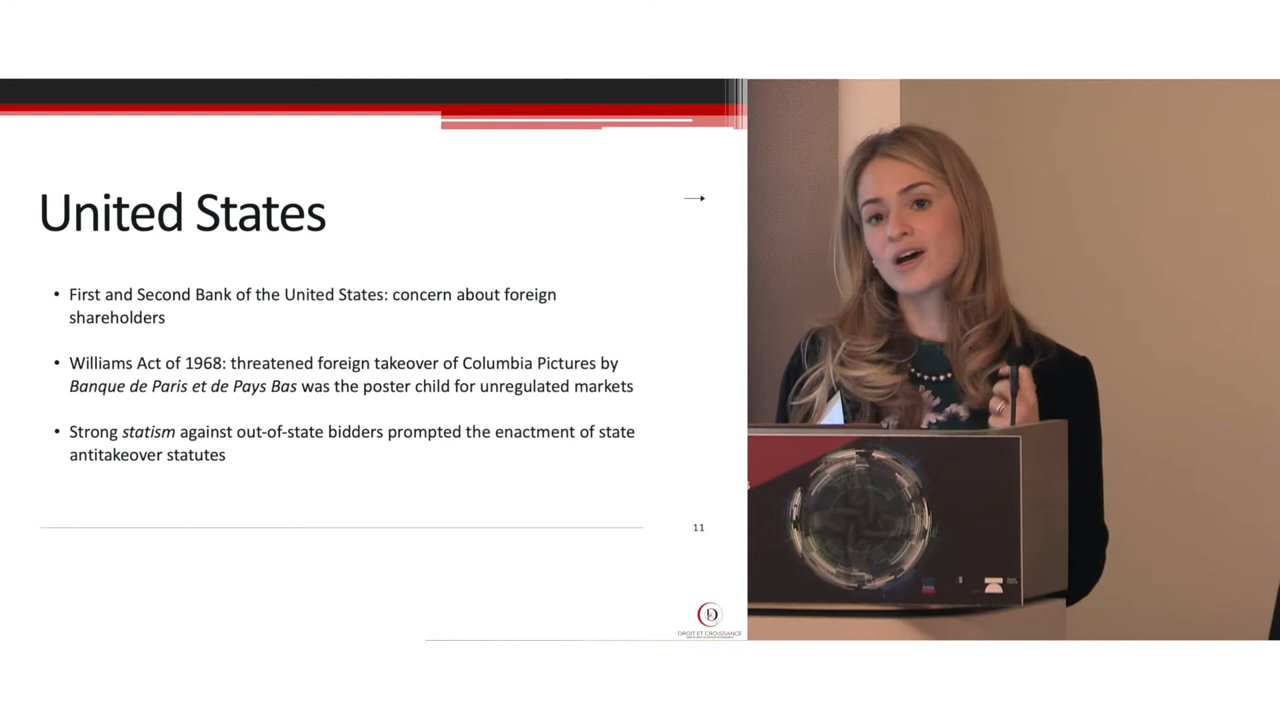 United States
• First and Second Bank of the United States: concern about foreign
shareholders
• Williams Act of 1968: threatened foreign takeover of Columbia Pictures by
Banque de Paris et de Pays Bas was the poster child for unregulated markets
• Strong statism against out-of-state bidders prompted the enactment of state
antitakeover statutes
11
DROIT ET CROISSANCE